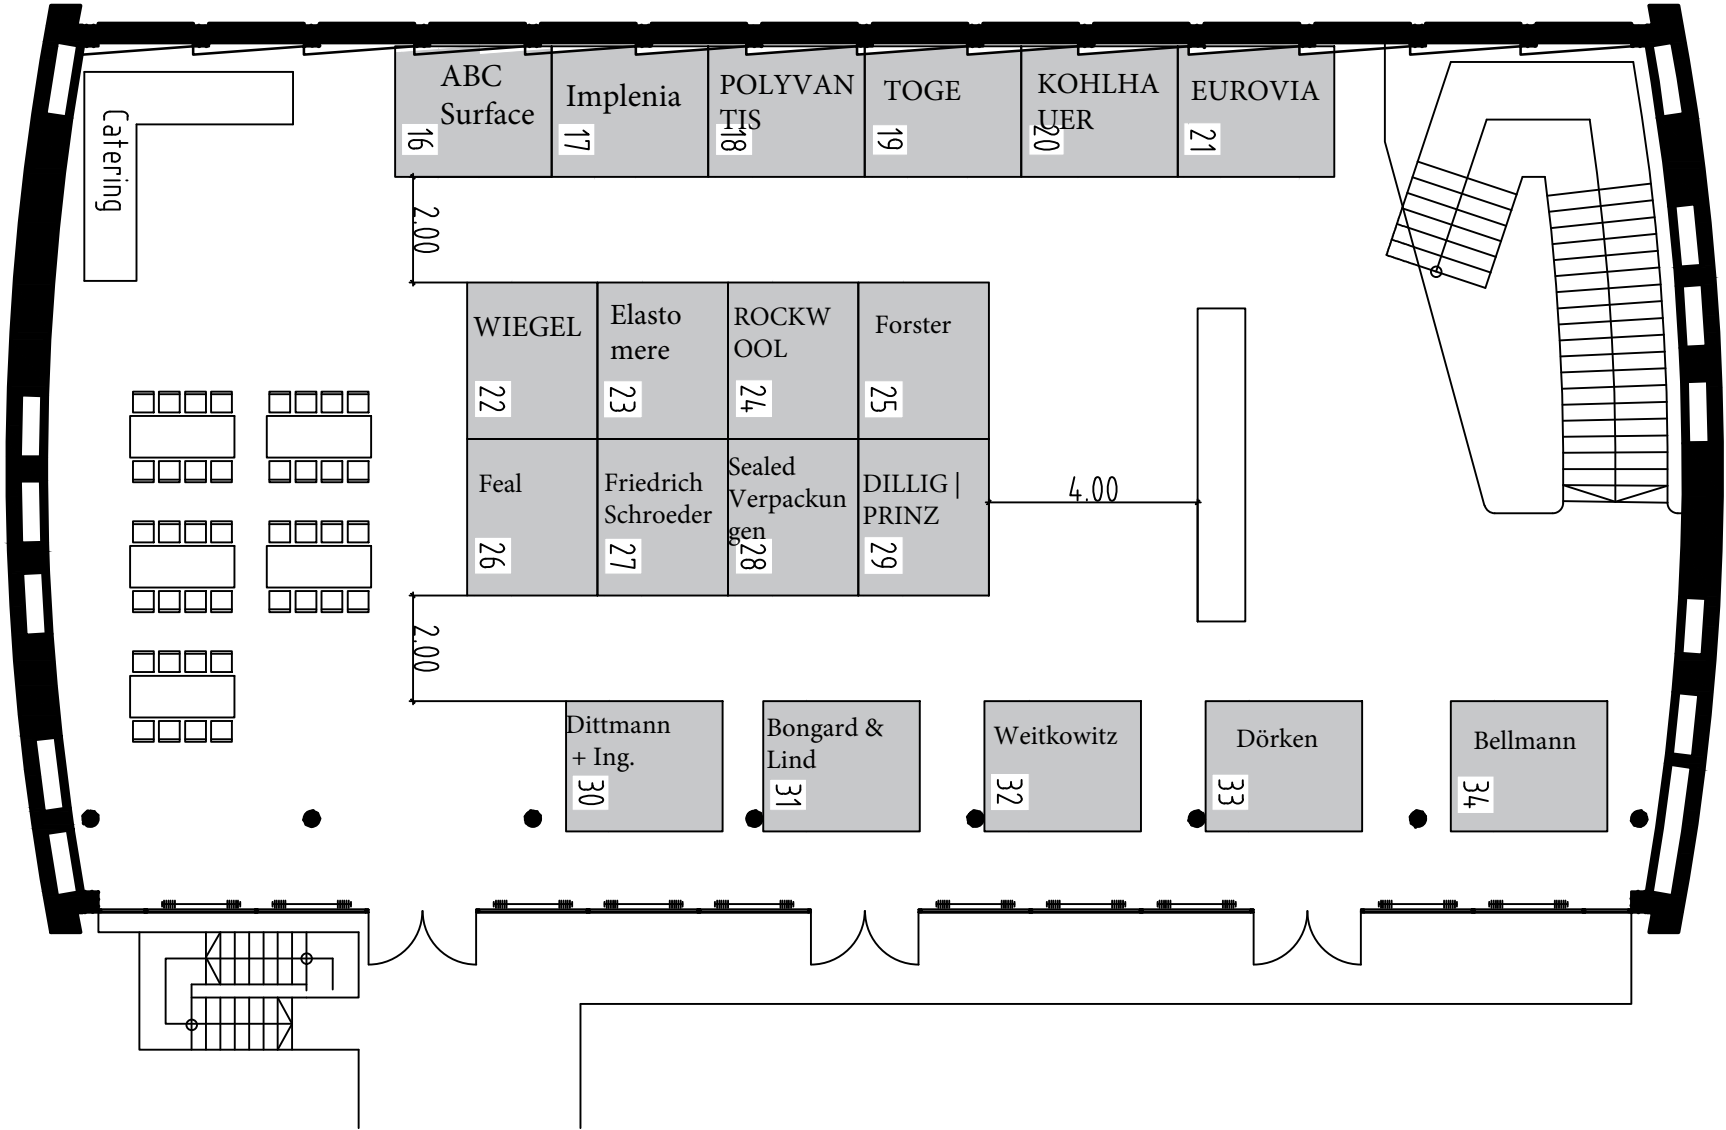 ABC
Surface
16
Implenia
17
POLYVAN
TIS
18
TOGE
19
KOHLHA
UER
20
EUROVIA
21
Catering
2.00
WIEGEL
22
Elasto
mere
23
ROCKW
OOL
24
Forster
25
Feal
26
Friedrich
Schroeder
27
Sealed
Verpackun
gen
28
DILLIG |
PRINZ
29
4.00
2.00
Dittmann
+ Ing.
30
Bongard &
Lind
31
Weitkowitz
32
Dörken
33
Bellmann
34